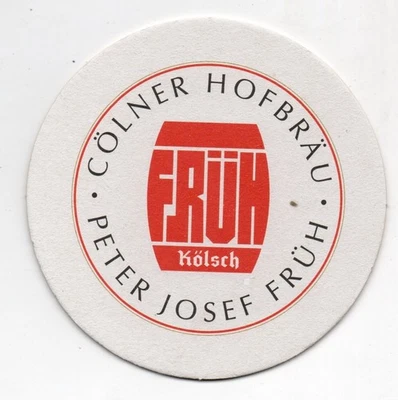 · CÖLNER HOFBRÄU ·
FRÜH
Kölsch
PETER JOSEF FRÜH